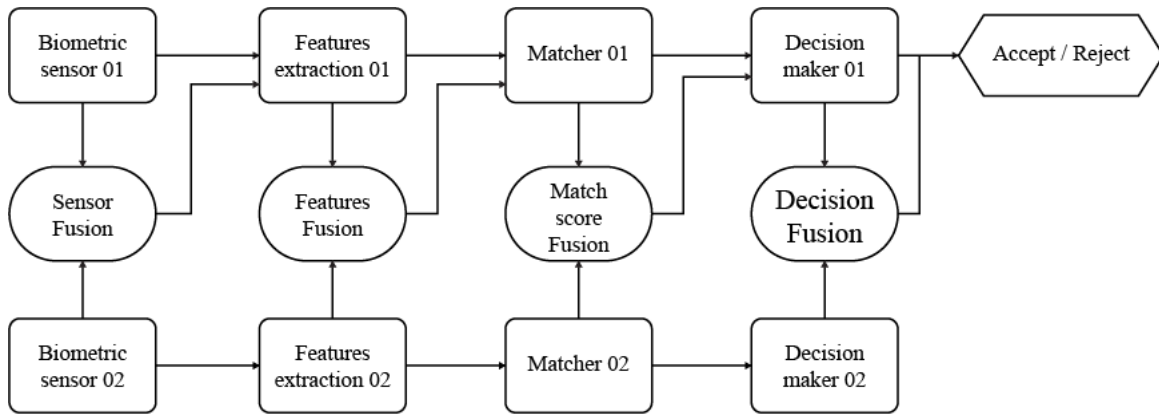 Biometric
sensor 01
Features
extraction 01
Matcher 01
Decision
maker 01
Accept / Reject
Sensor
Fusion
Features
Fusion
Match
score
Fusion
Decision
Fusion
Biometric
sensor 02
Features
extraction 02
Matcher 02
Decision
maker 02